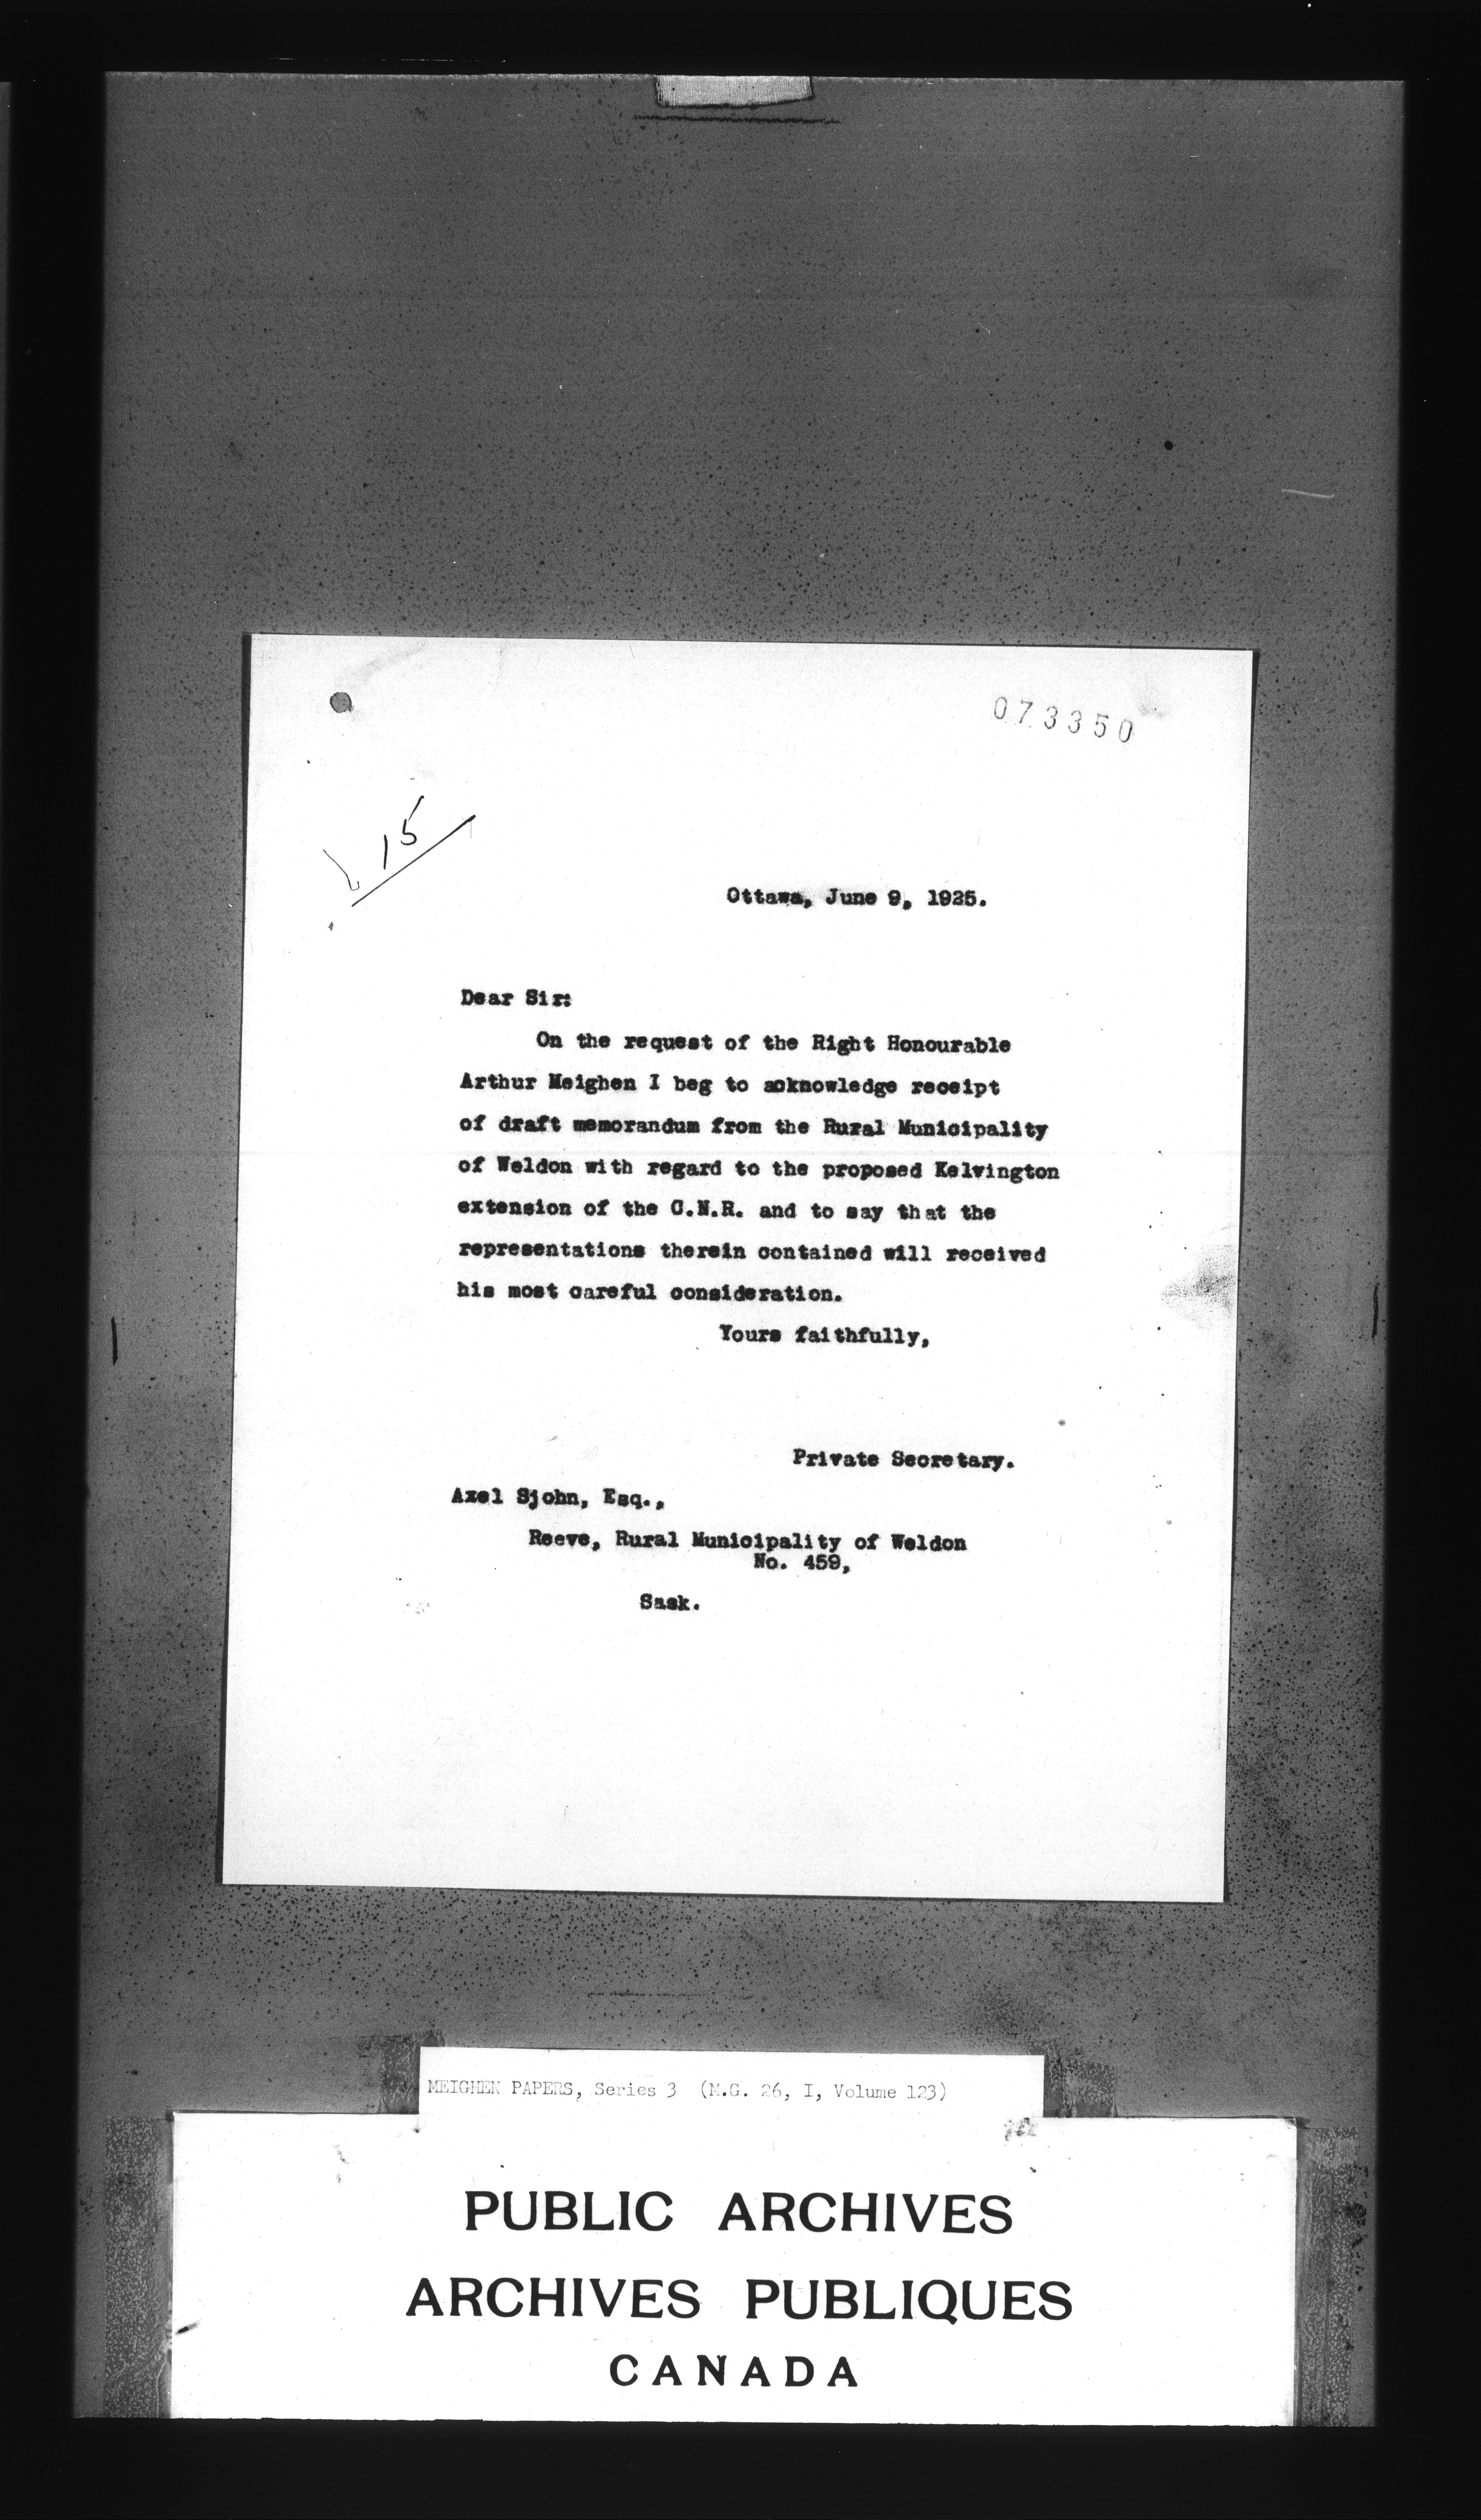 073350
15
Ottawa, June 9, 1925.
Dear Sir:
On the request of the Right Honourable
Arthur Meighen I beg to acknowledge receipt
of draft memorandum from the Rural Municipality
of Weldon with regard to the proposed Kelvington
extension of the C.N.R. and to say that the
representations therein contained will received
his most careful consideration.
Yours faithfully,
Private Secretary.
Axel Sjohn, Esq.,
Reeve, Rural Municipality of Weldon
No. 459,
Sask.
MEIGHEN PAPERS, Series 3 (M.G. 26, I, Volume 123)
PUBLIC ARCHIVES
ARCHIVES PUBLIQUES
CANADA